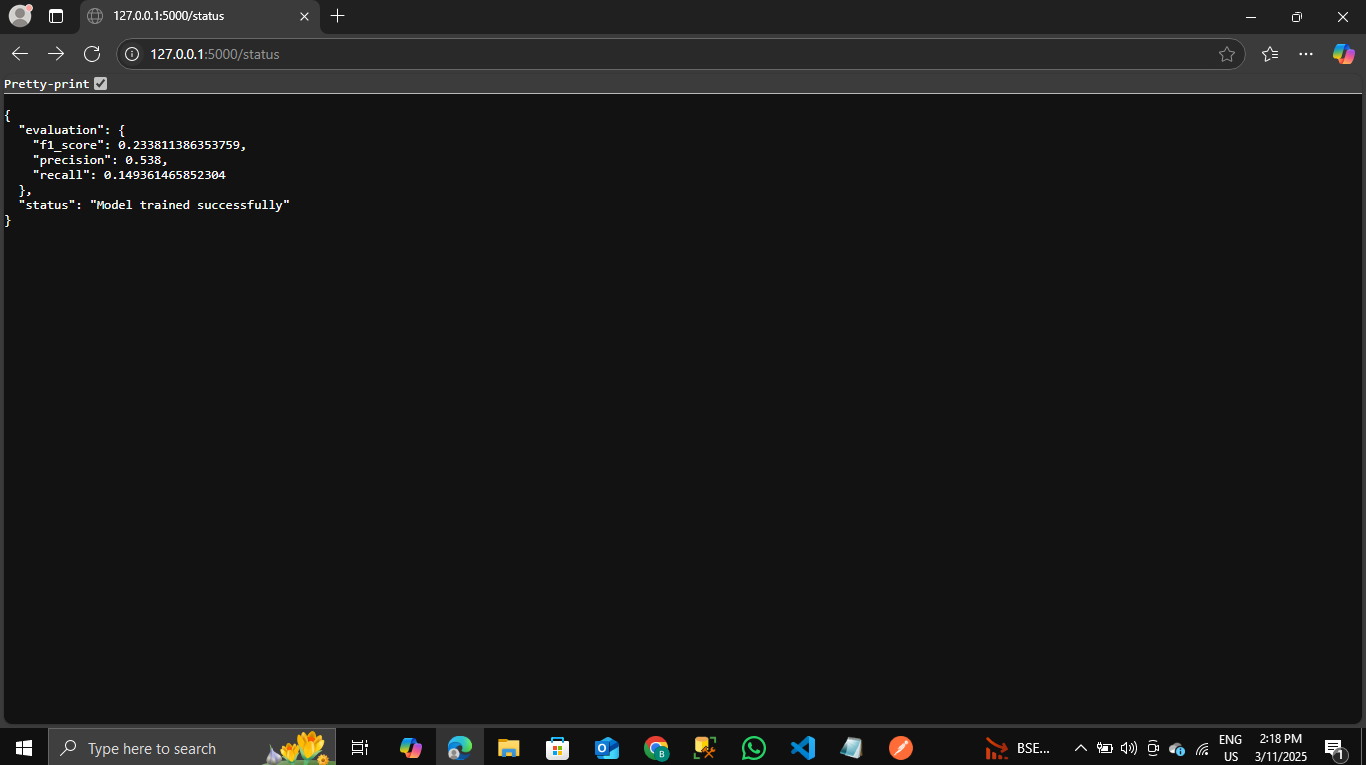 127.0.0.1:5000/status
127.0.0.1:5000/status
Pretty-print
{
"evaluation": {
"f1_score": 0.233811386353759,
"precision": 0.538,
"recall": 0.149361465852304
},
"status": "Model trained successfully"
}
Type here to search
BSE...
ENG
US
2:18 PM
3/11/2025
1